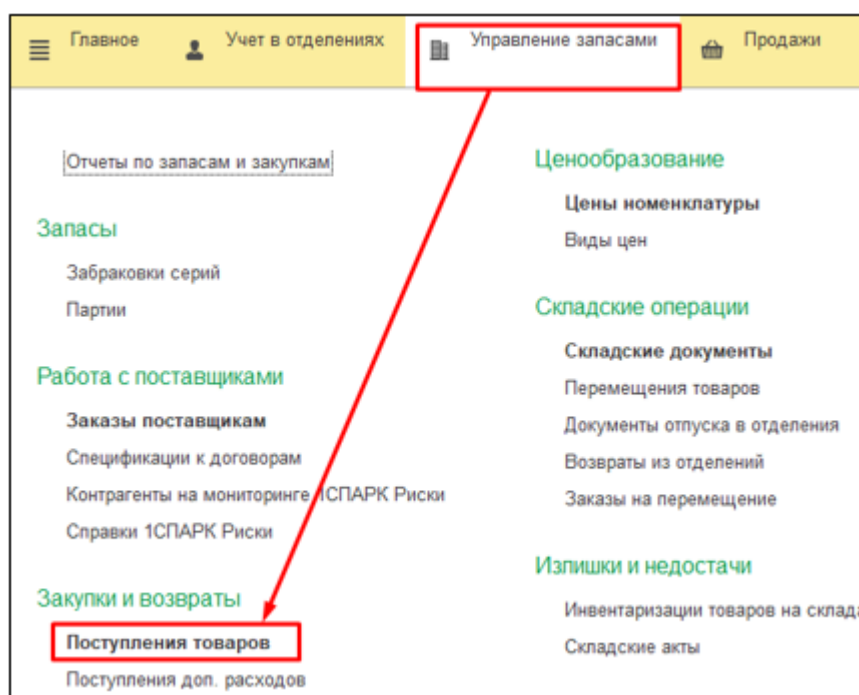 Главное
Учет в отделениях
Управление запасами
Продажи
Отчеты по запасам и закупкам
Запасы
Забраковки серий
Партии
Работа с поставщиками
Заказы поставщикам
Спецификации к договорам
Контрагенты на мониторинге 1СПАРК Риски
Справки 1СПАРК Риски
Закупки и возвраты
Поступления товаров
Поступления доп. расходов
Ценообразование
Цены номенклатуры
Виды цен
Складские операции
Складские документы
Перемещения товаров
Документы отпуска в отделения
Возвраты из отделений
Заказы на перемещение
Излишки и недостачи
Инвентаризации товаров на склада
Складские акты